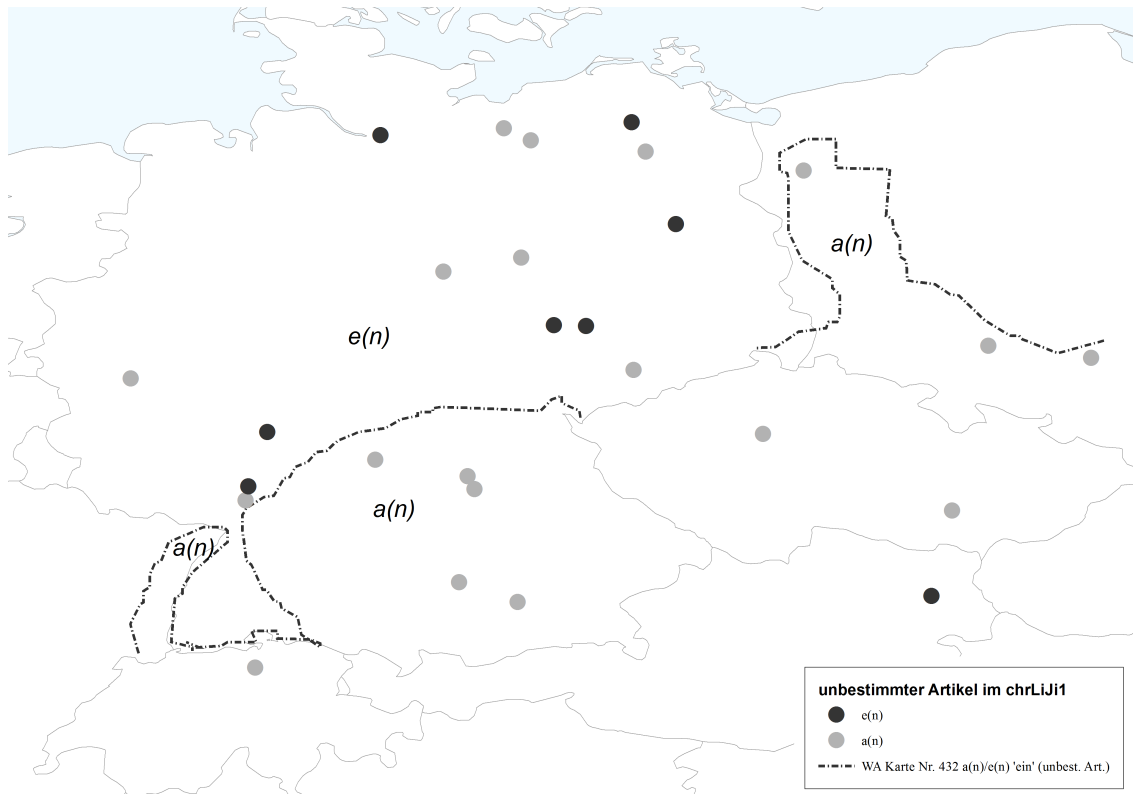 a(n)
e(n)
a(n)
a(n)
unbestimmter Artikel im chrLiJi1
e(n)
a(n)
WA Karte Nr. 432 a(n)/e(n) 'ein' (unbest. Art.)